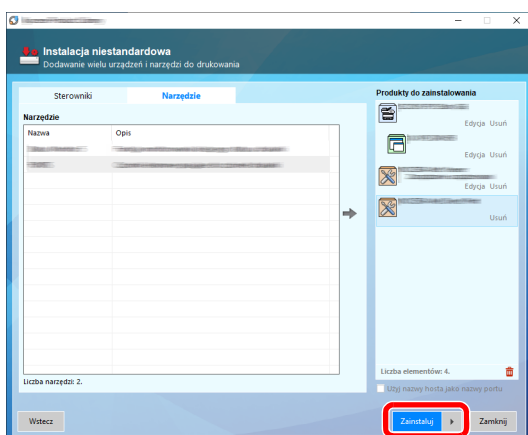 Instalacja niestandardowa
Dodawanie wielu urządzeń i narzędzi do drukowania
Sterowniki
Narzędzie
Narzędzie
Nazwa
Opis
Liczba narzędzi: 2.
Produkty do zainstalowania
Edycja Usuń
Edycja Usuń
Edycja Usuń
Usuń
Liczba elementów: 4.
Użyj nazwy hosta jako nazwy portu
Wstecz
Zainstaluj
Zamknij